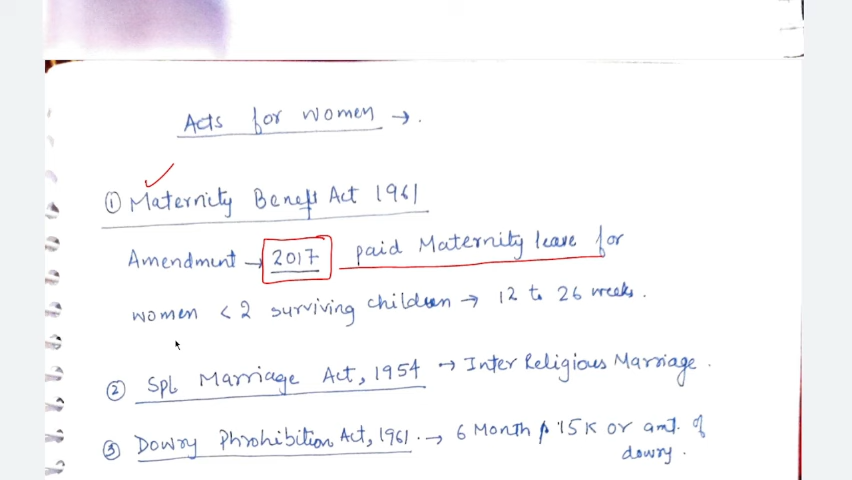 Acts for women →.
① Maternity Benefit Act 1961
Amendment → 2017 paid Maternity leave for
women < 2 surviving children → 12 to 26 weeks.
② Spl Marriage Act, 1954 → Inter Religious Marriage.
③ Dowry Phrohibition Act, 1961. → 6 Month 15K or amt. of
dowry.